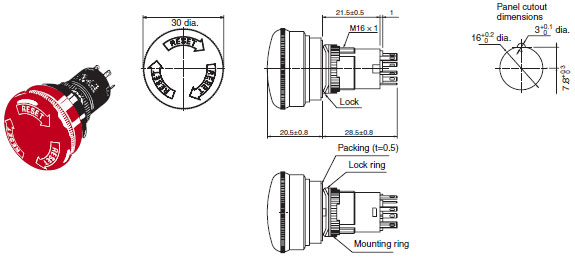 30 dia.
RESET
RESET
RESET
RESET
RESET
RESET
21.5±0.5
1
M16 × 1
Lock
20.5±0.8
28.5±0.8
Panel cutout
dimensions
16+0.2 0 dia.
3+0.1 0 dia.
7.8+0.3 0
Packing (t=0.5)
Lock ring
Mounting ring